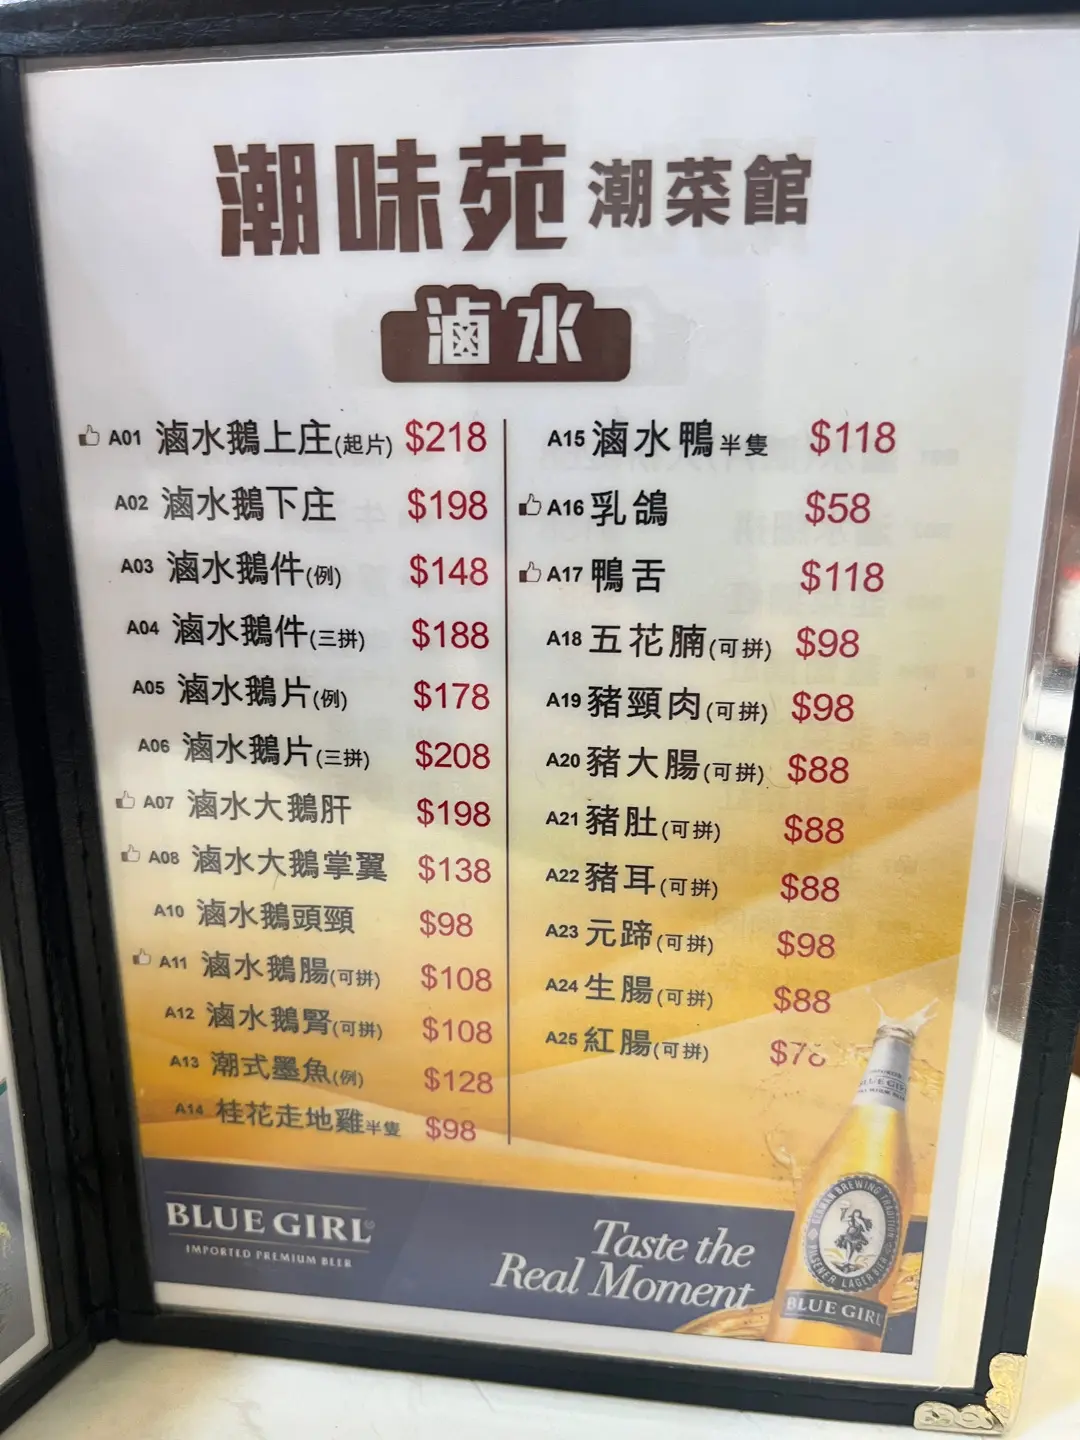 潮味苑 潮菜館
滷水
A01 滷水鵝上庄(起片) $218
A02 滷水鵝下庄 $198
A03 滷水鵝件(例) $148
A04 滷水鵝件(三拼) $188
A05 滷水鵝片(例) $178
A06 滷水鵝片(三拼) $208
A07 滷水大鵝肝 $198
A08 滷水大鵝掌翼 $138
A10 滷水鵝頭頸 $98
A11 滷水鵝腸(可拼) $108
A12 滷水鵝腎(可拼) $108
A13 潮式墨魚(例) $128
A14 桂花走地雞半隻 $98
A15 滷水鴨半隻 $118
A16 乳鴿 $58
A17 鴨舌 $118
A18 五花腩(可拼) $98
A19 豬頸肉(可拼) $98
A20 豬大腸(可拼) $88
A21 豬肚(可拼) $88
A22 豬耳(可拼) $88
A23 元蹄(可拼) $98
A24 生腸(可拼) $88
A25 紅腸(可拼)
BLUE GIRL®
IMPORTED PREMIUM BEER
Taste the
Real Moment
BLUE GIRL
GERMAN BREWING TRADITION
PILSENER LAGER BEER
BLUE GIRL